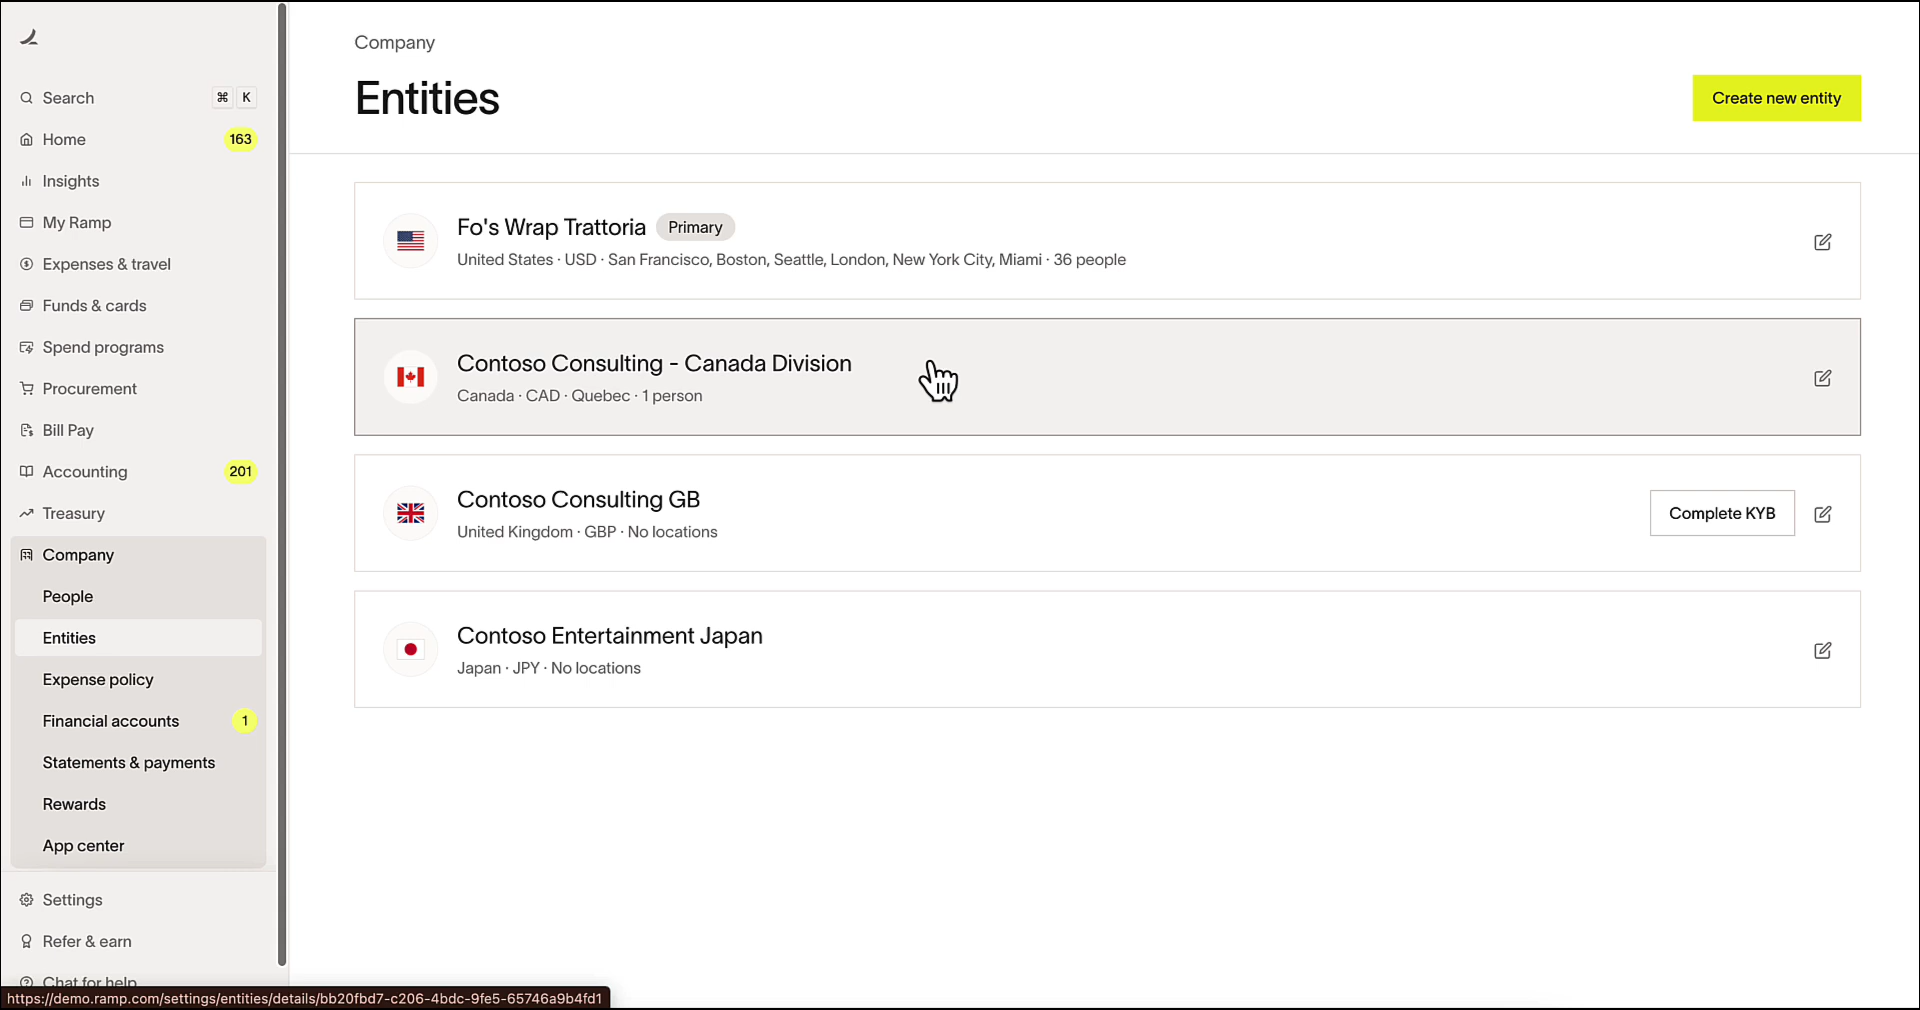 Search ⌘ K
Home 163
Insights
My Ramp
Expenses & travel
Funds & cards
Spend programs
Procurement
Bill Pay
Accounting 201
Treasury
Company
People
Entities
Expense policy
Financial accounts 1
Statements & payments
Rewards
App center
Settings
Refer & earn
Chat for help
https://demo.ramp.com/settings/entities/details/bb20fbd7-c206-4bdc-9fe5-65746a9b4fd1
Company
Entities
Create new entity
Fo's Wrap Trattoria Primary
United States · USD · San Francisco, Boston, Seattle, London, New York City, Miami · 36 people
Contoso Consulting - Canada Division
Canada · CAD · Quebec · 1 person
Contoso Consulting GB
United Kingdom · GBP · No locations
Complete KYB
Contoso Entertainment Japan
Japan · JPY · No locations